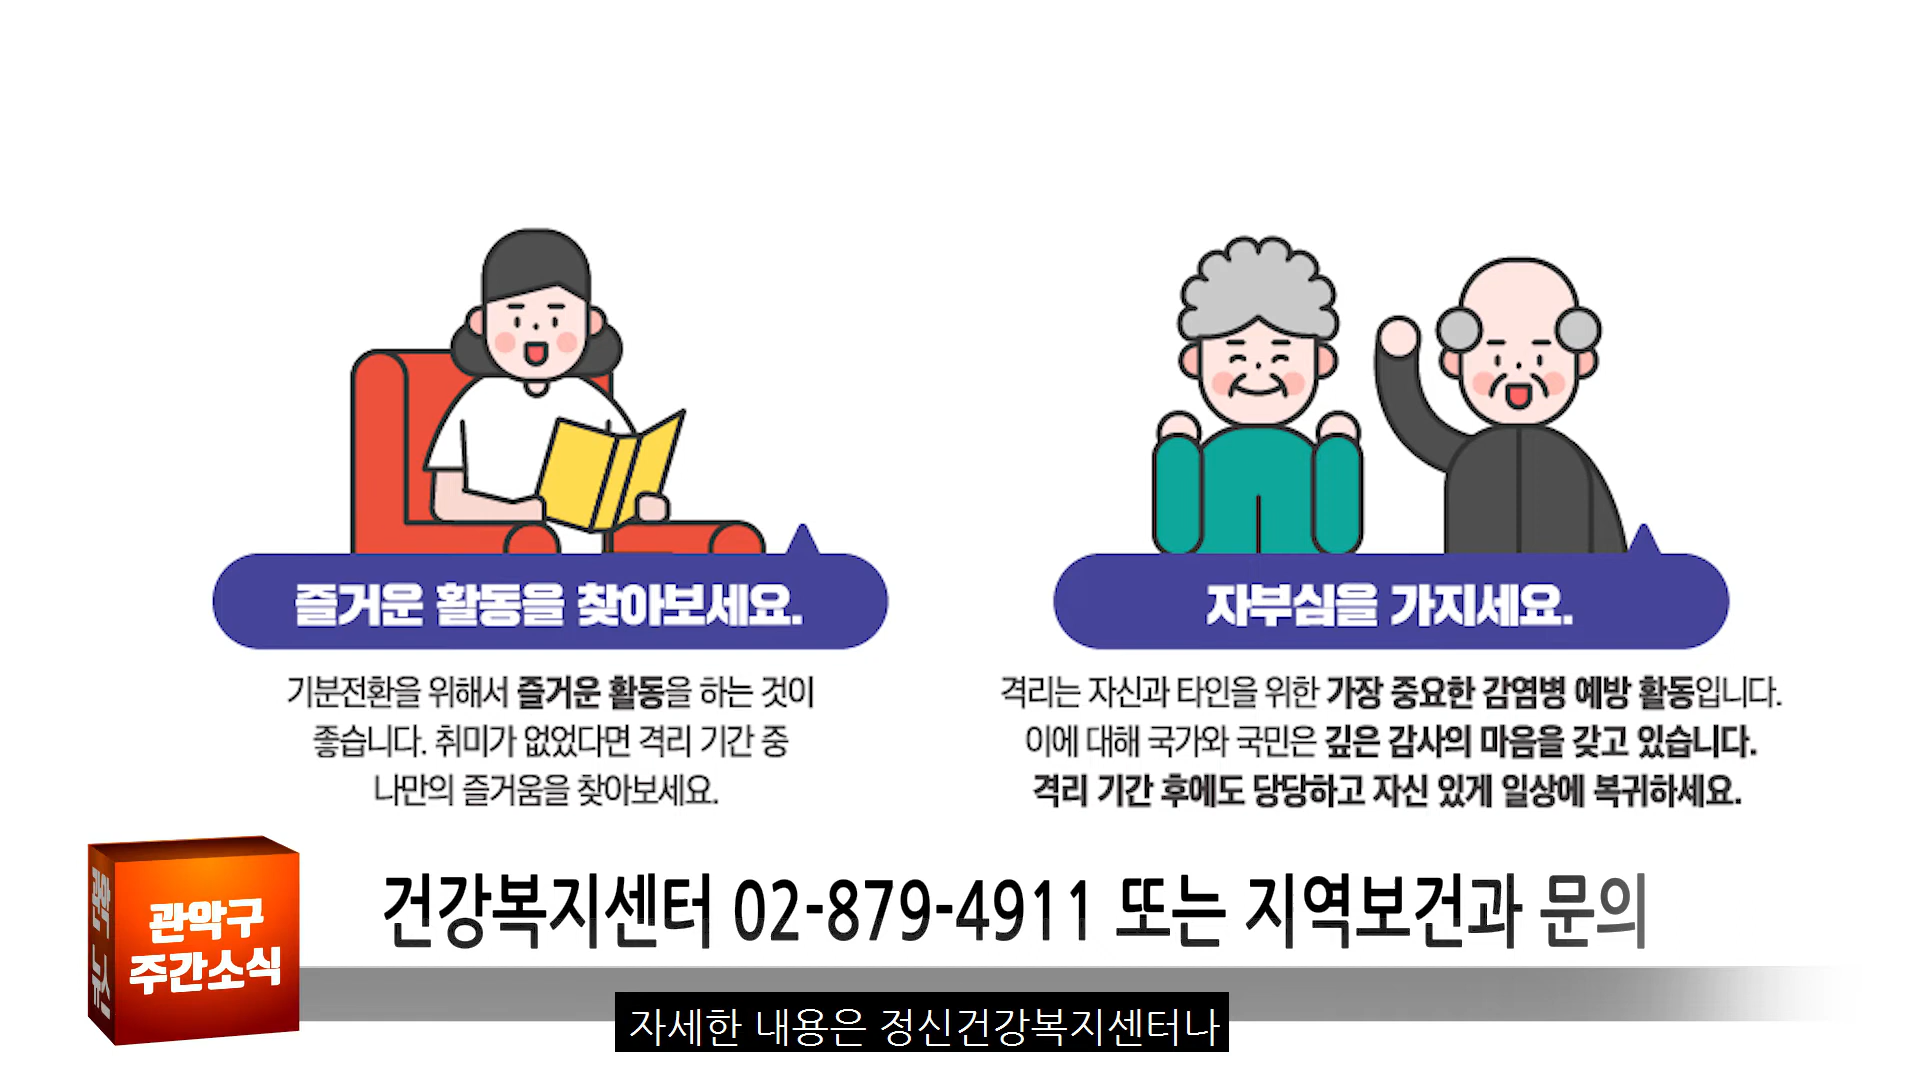 즐거운 활동을 찾아보세요.
기분전환을 위해서 즐거운 활동을 하는 것이
좋습니다. 취미가 없었다면 격리 기간 중
나만의 즐거움을 찾아보세요.
자부심을 가지세요.
격리는 자신과 타인을 위한 가장 중요한 감염병 예방 활동입니다.
이에 대해 국가와 국민은 깊은 감사의 마음을 갖고 있습니다.
격리 기간 후에도 당당하고 자신 있게 일상에 복귀하세요.
관악 뉴스
관악구
주간소식
건강복지센터 02-879-4911 또는 지역보건과 문의
자세한 내용은 정신건강복지센터나